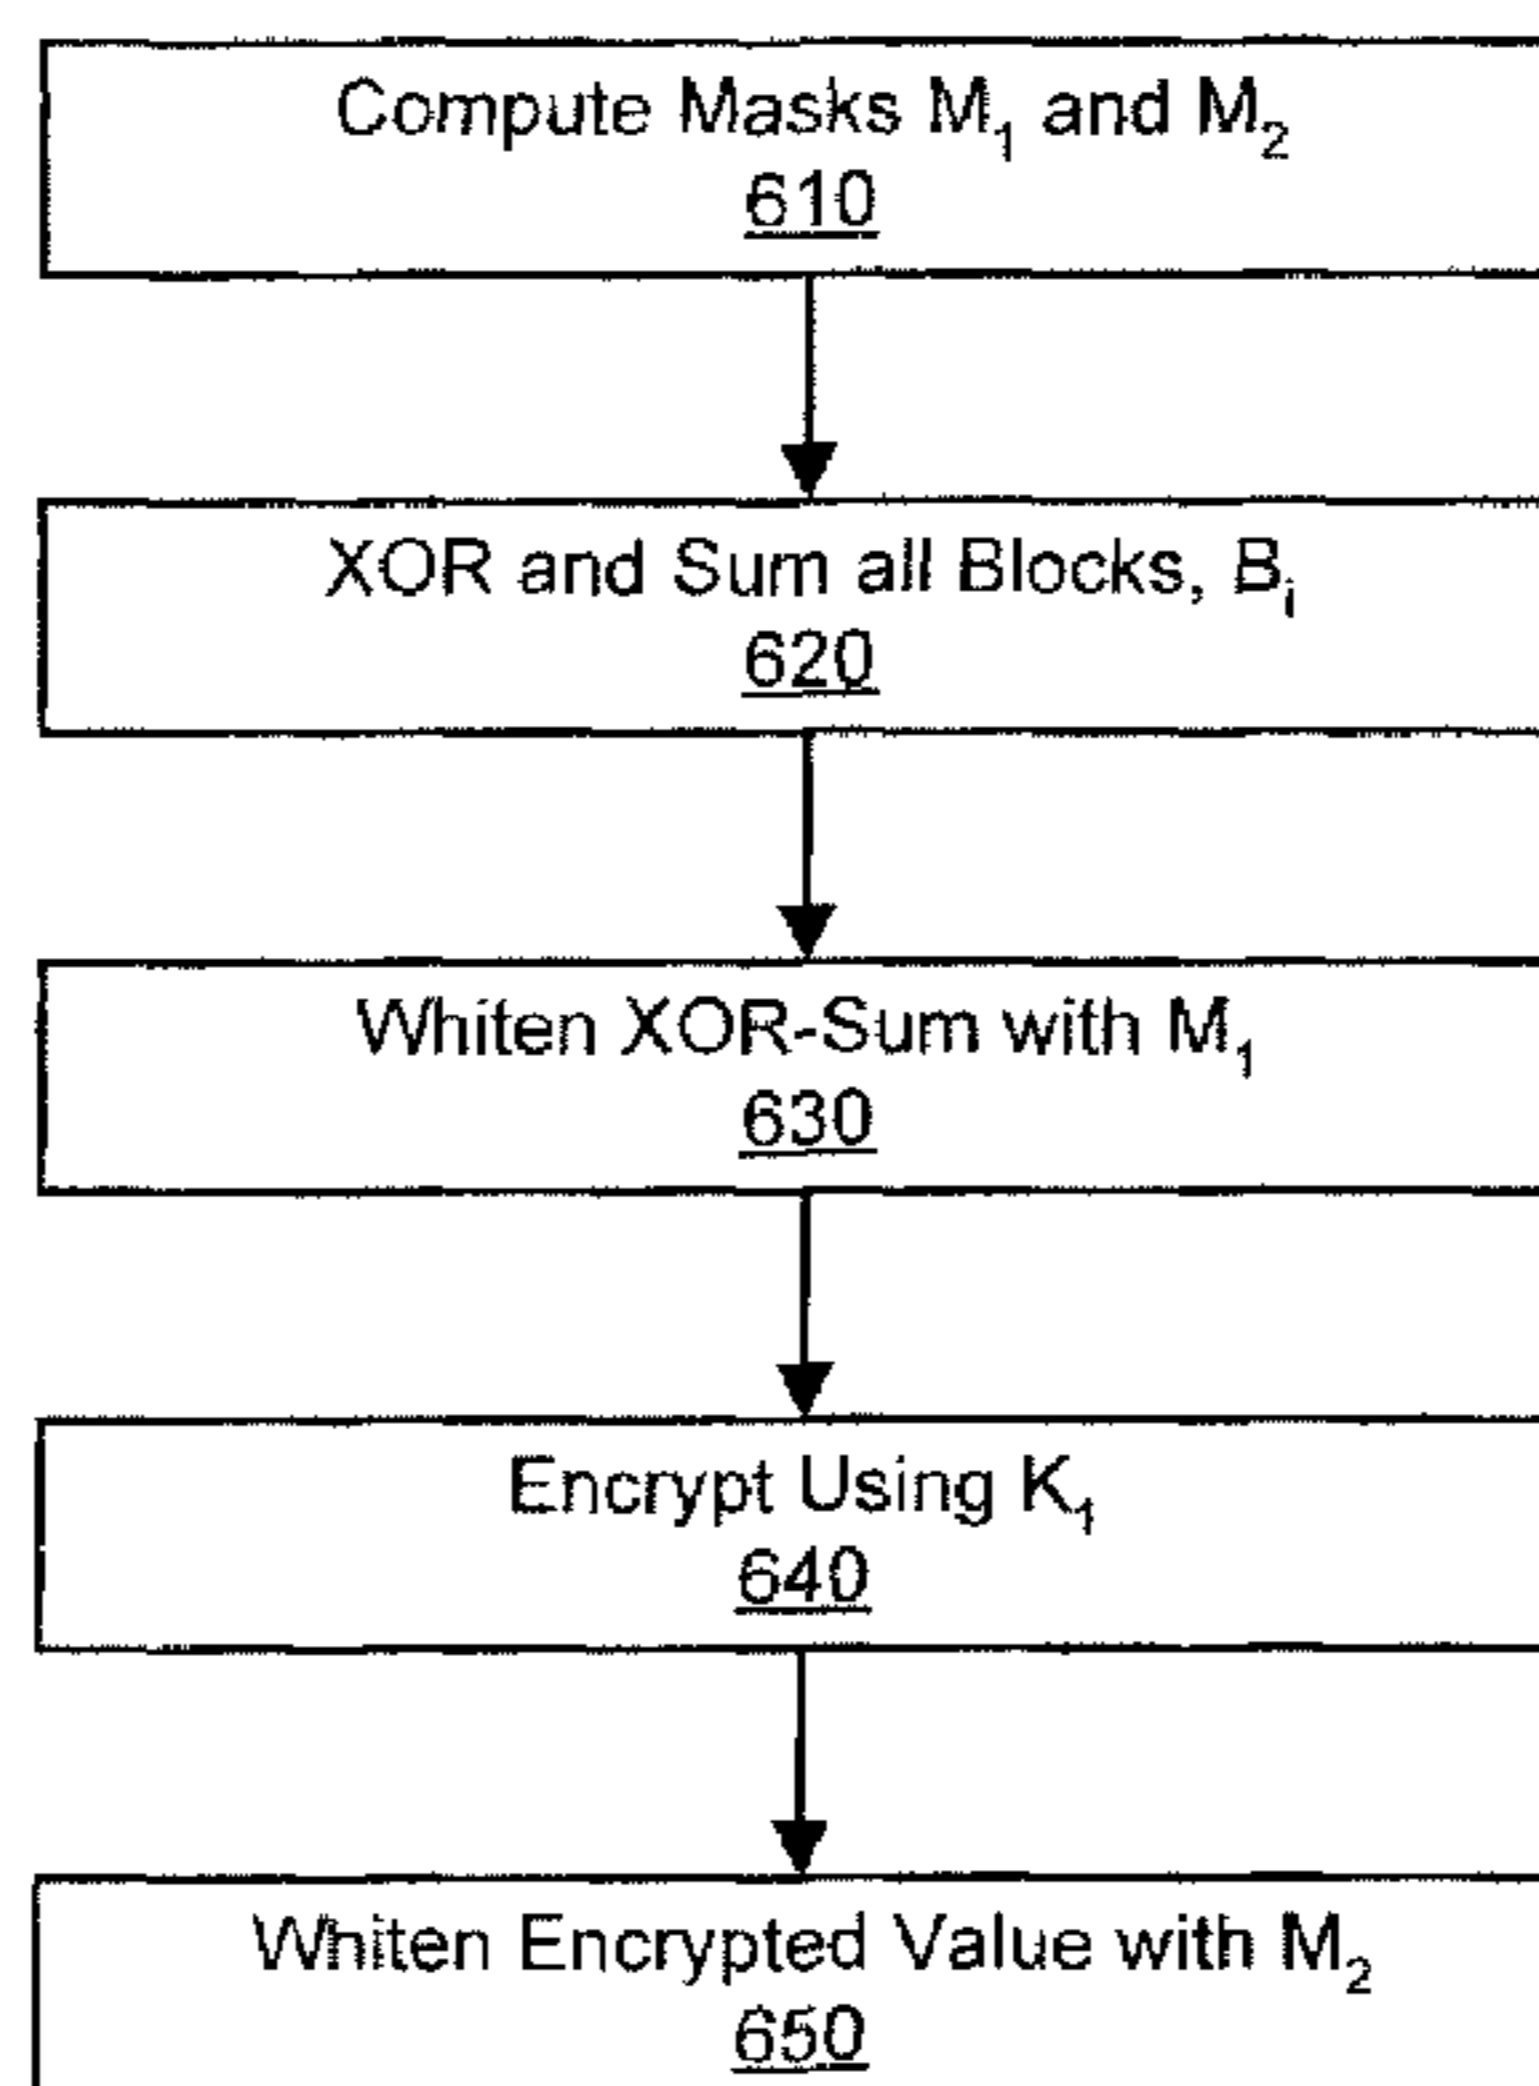 Compute Masks M₁ and M₂
610
XOR and Sum all Blocks, Bᵢ
620
Whiten XOR-Sum with M₁
630
Encrypt Using K₁
640
Whiten Encrypted Value with M₂
650